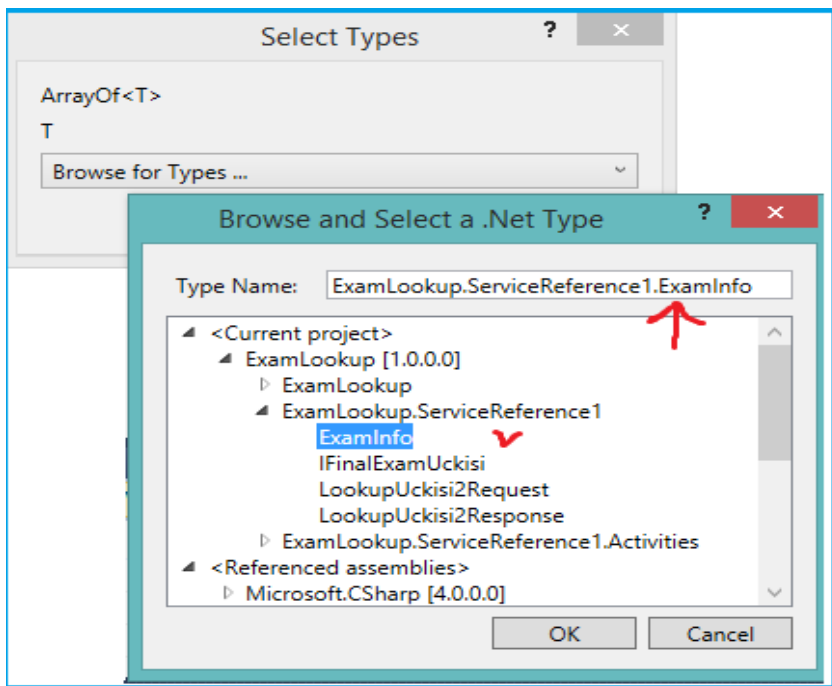 Select Types
?
ArrayOf<T>
T
Browse for Types ...
Browse and Select a .Net Type
?
Type Name: ExamLookup.ServiceReference1.ExamInfo
<Current project>
ExamLookup [1.0.0.0]
ExamLookup
ExamLookup.ServiceReference1
ExamInfo
IFinalExamUckisi
LookupUckisi2Request
LookupUckisi2Response
ExamLookup.ServiceReference1.Activities
<Referenced assemblies>
Microsoft.CSharp [4.0.0.0]
OK Cancel